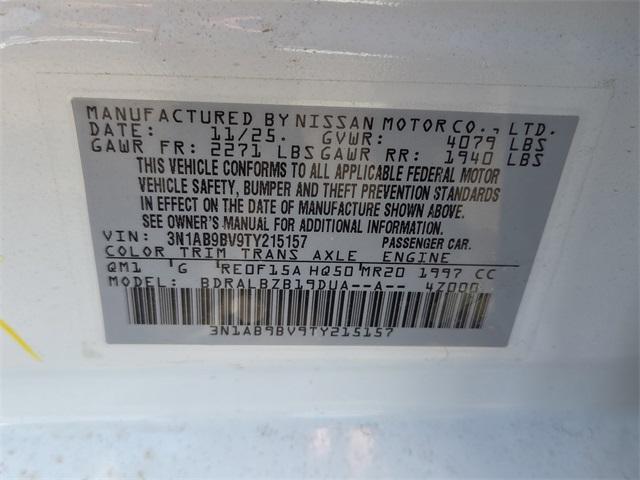 MANUFACTURED BY NISSAN MOTOR CO., LTD.
DATE: 11/25. GVWR: 4079 LBS
GAWR FR: 2271 LBS GAWR RR: 1940 LBS
THIS VEHICLE CONFORMS TO ALL APPLICABLE FEDERAL MOTOR
VEHICLE SAFETY, BUMPER AND THEFT PREVENTION STANDARDS
IN EFFECT ON THE DATE OF MANUFACTURE SHOWN ABOVE.
SEE OWNER'S MANUAL FOR ADDITIONAL INFORMATION.
VIN: 3N1AB9BV9TY215157 PASSENGER CAR.
COLOR TRIM TRANS AXLE ENGINE
QM1 G RE0F15A HQ50 MR20 1997 CC
MODEL: BDRALBZB19DUA--A-- 4Z000
3N1AB9BV9TY215157